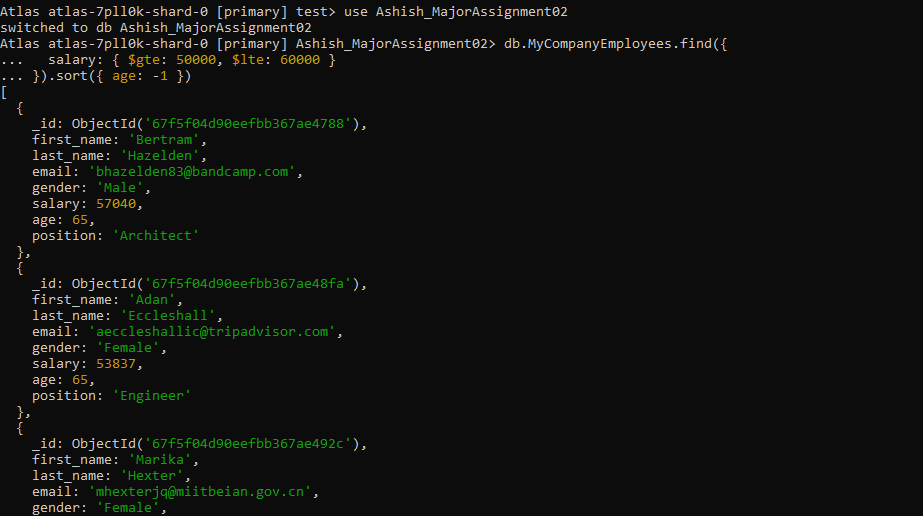 Atlas atlas-7pll0k-shard-0 [primary] test> use Ashish_MajorAssignment02
switched to db Ashish_MajorAssignment02
Atlas atlas-7pll0k-shard-0 [primary] Ashish_MajorAssignment02> db.MyCompanyEmployees.find({
...   salary: { $gte: 50000, $lte: 60000 }
... }).sort({ age: -1 })
[
  {
    _id: ObjectId('67f5f04d90eefbb367ae4788'),
    first_name: 'Bertram',
    last_name: 'Hazelden',
    email: 'bhazelden83@bandcamp.com',
    gender: 'Male',
    salary: 57040,
    age: 65,
    position: 'Architect'
  },
  {
    _id: ObjectId('67f5f04d90eefbb367ae48fa'),
    first_name: 'Adan',
    last_name: 'Eccleshall',
    email: 'aeccleshallic@tripadvisor.com',
    gender: 'Female',
    salary: 53837,
    age: 65,
    position: 'Engineer'
  },
  {
    _id: ObjectId('67f5f04d90eefbb367ae492c'),
    first_name: 'Marika',
    last_name: 'Hexter',
    email: 'mhexterjq@miitbeian.gov.cn',
    gender: 'Female',